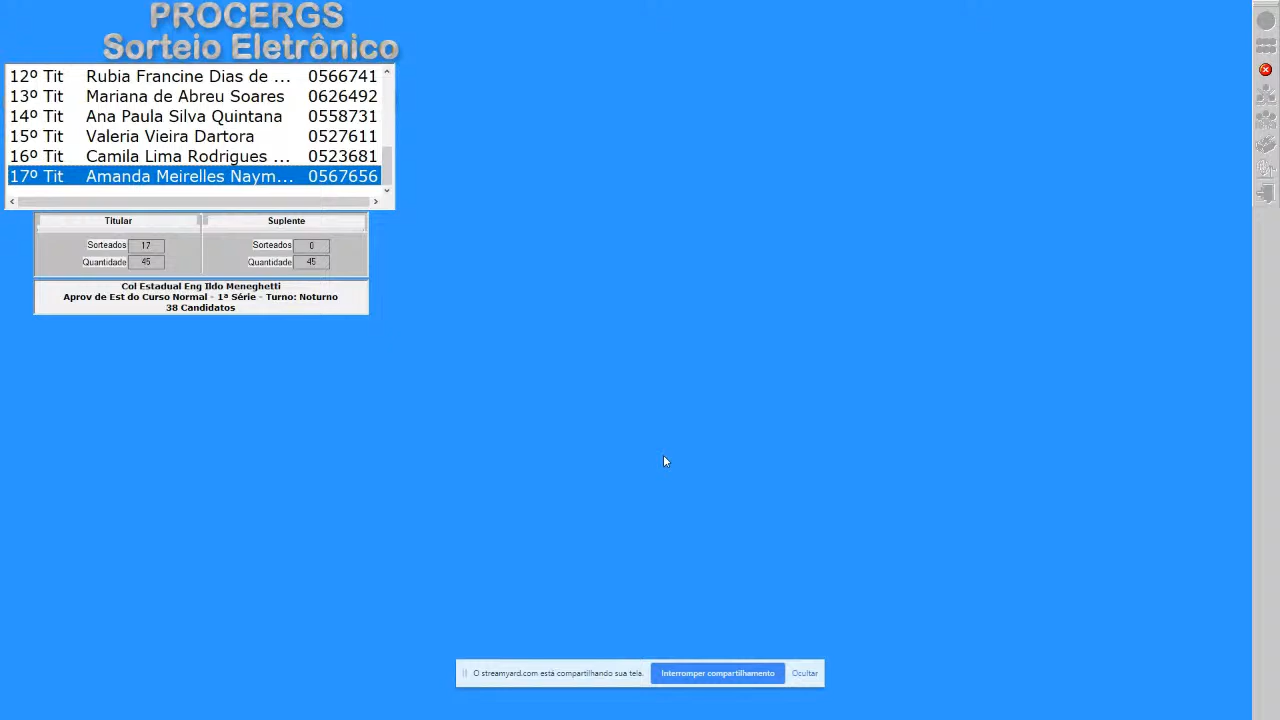 PROCERGS
Sorteio Eletrônico
12º Tit Rubia Francine Dias de ... 0566741
13º Tit Mariana de Abreu Soares 0626492
14º Tit Ana Paula Silva Quintana 0558731
15º Tit Valeria Vieira Dartora 0527611
16º Tit Camila Lima Rodrigues ... 0523681
17º Tit Amanda Meirelles Naym... 0567656
Titular Suplente
Sorteados 17 Sorteados 0
Quantidade 45 Quantidade 45
Col Estadual Eng Ildo Meneghetti
Aprov de Est do Curso Normal - 1ª Série - Turno: Noturno
38 Candidatos
O streamyard.com está compartilhando sua tela. Interromper compartilhamento Ocultar